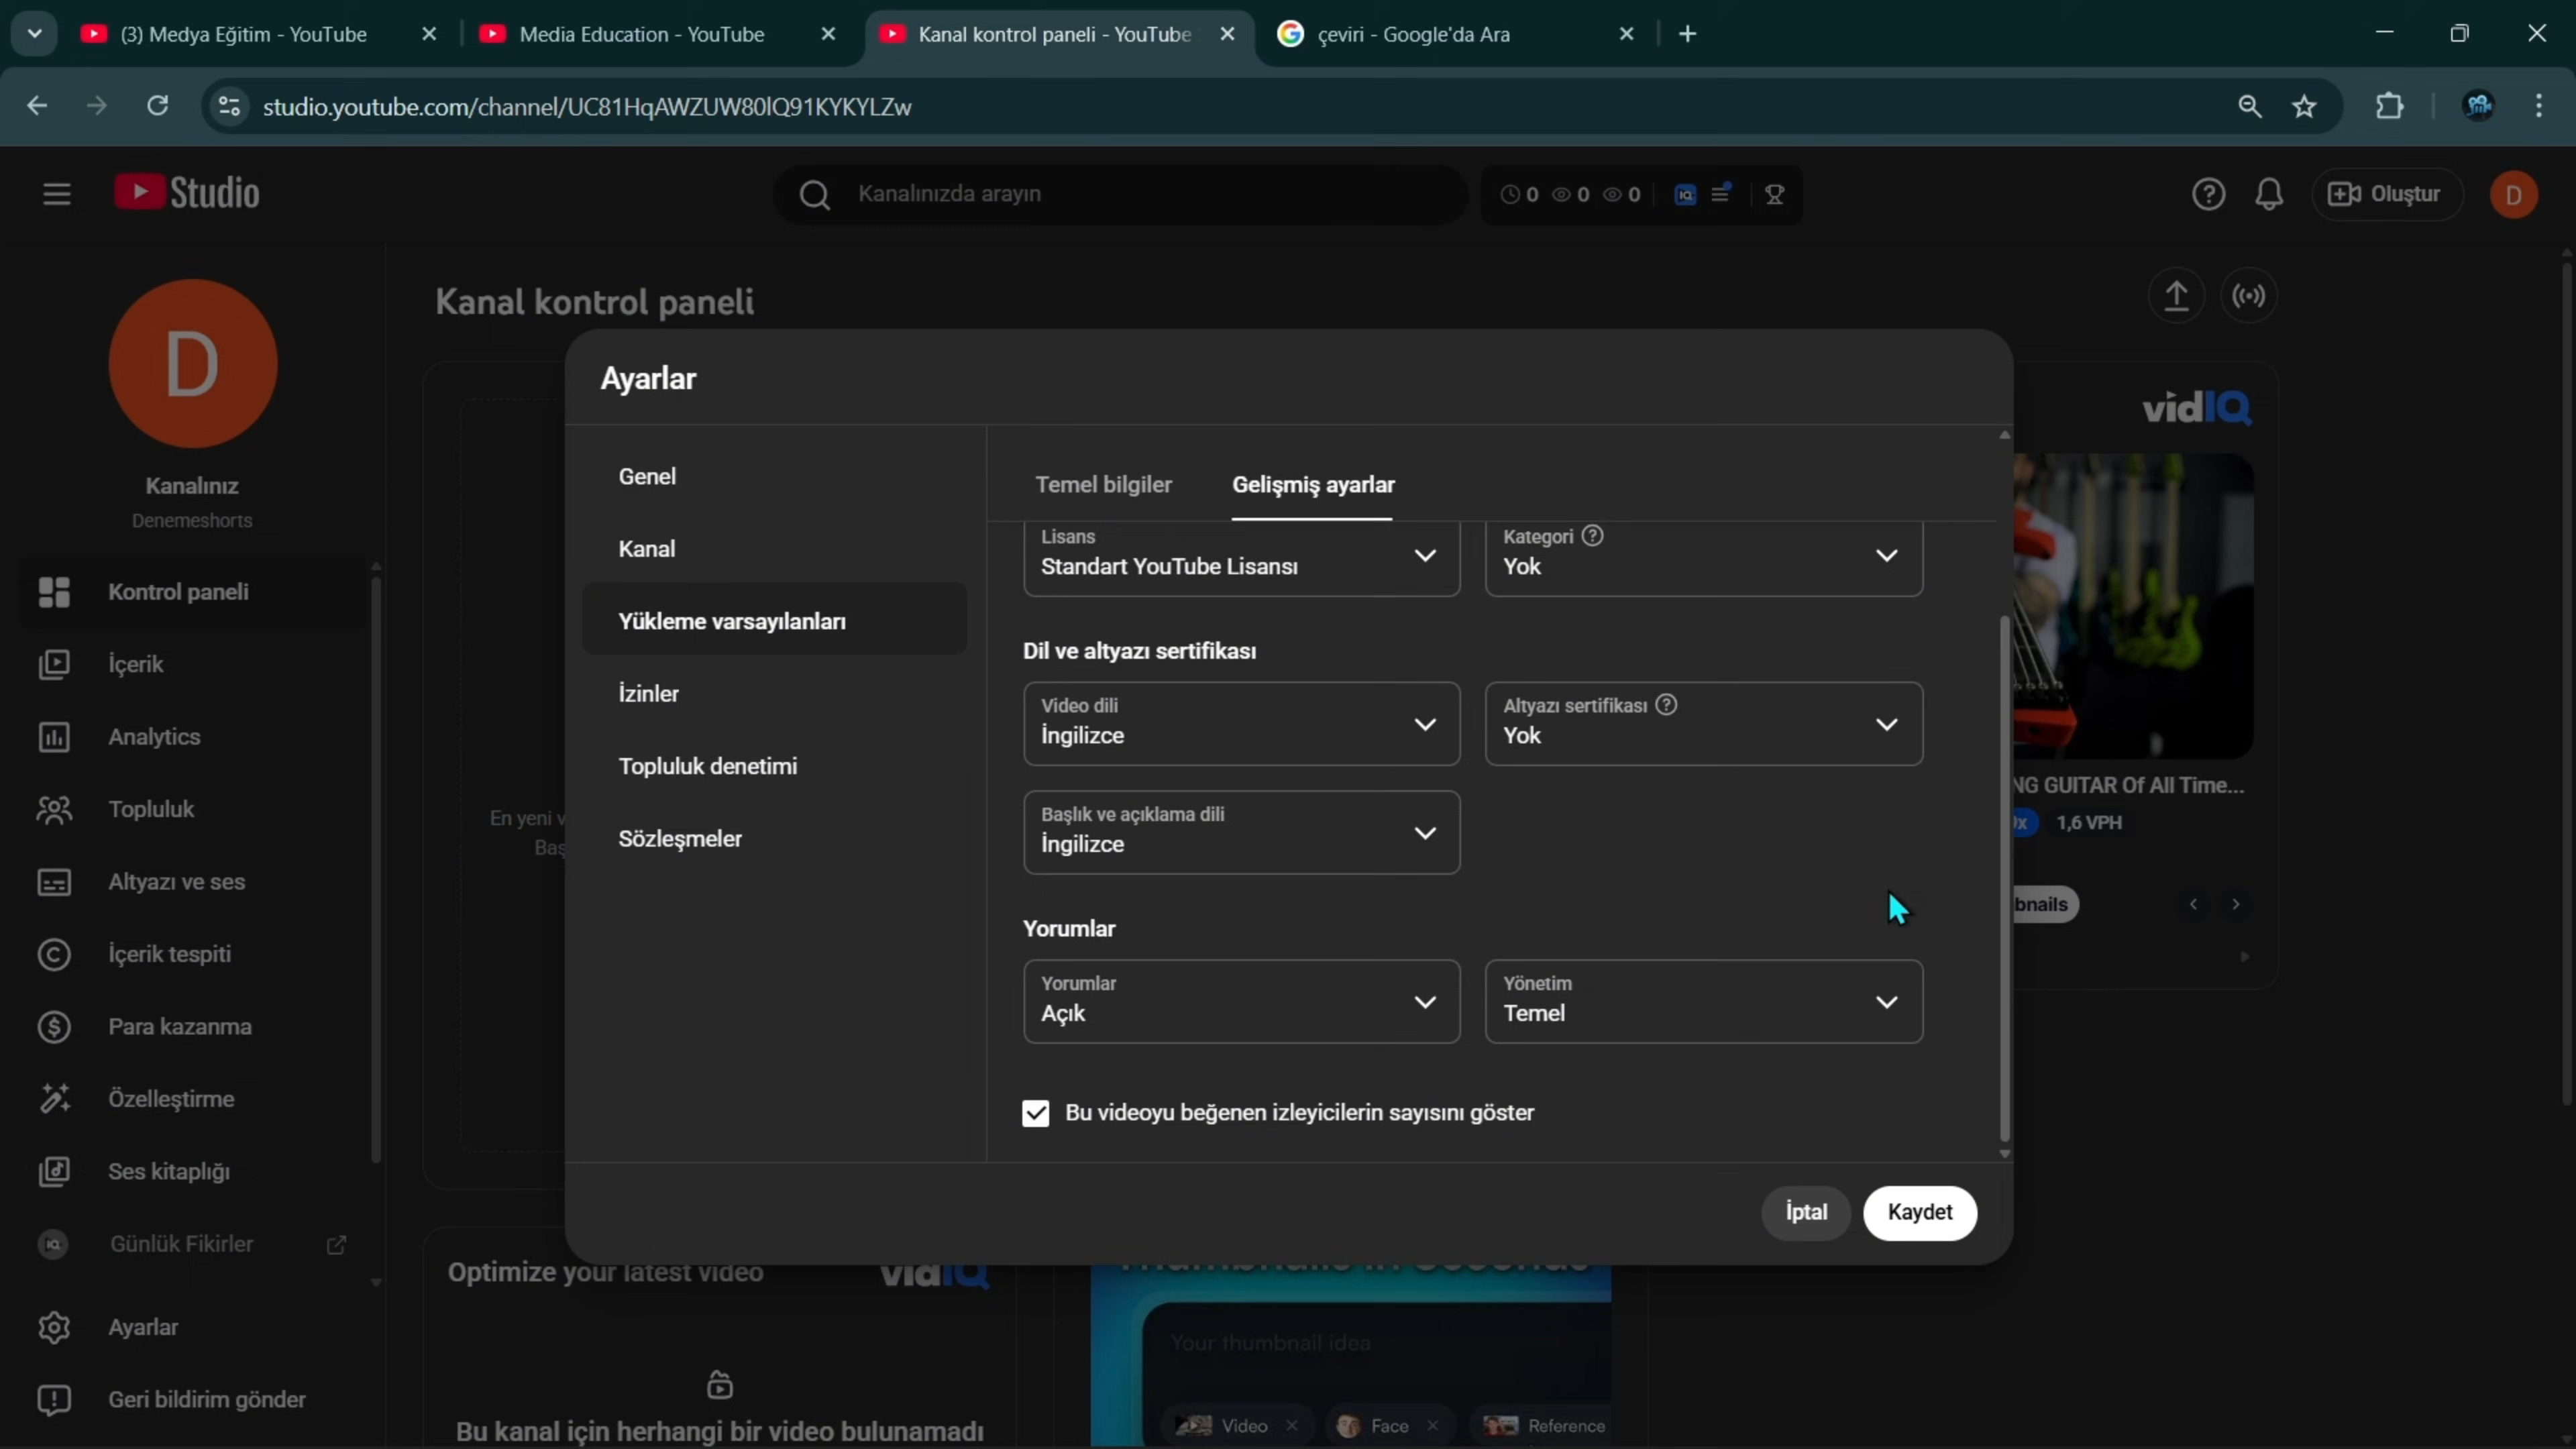 (3) Medya Eğitim - YouTube
Media Education - YouTube
Kanal kontrol paneli - YouTube
çeviri - Google'da Ara
studio.youtube.com/channel/UC81HqAWZUW80lQ91KYKYLZw
Studio
Kanalınızda arayın
0 0 0
Oluştur
D
D
Kanalınız
Denemeshorts
Kontrol paneli
İçerik
Analytics
Topluluk
Altyazı ve ses
İçerik tespiti
Para kazanma
Özelleştirme
Ses kitaplığı
Günlük Fikirler
Ayarlar
Geri bildirim gönder
Kanal kontrol paneli
En yeni
Ayarlar
Genel
Kanal
Yükleme varsayılanları
İzinler
Topluluk denetimi
Sözleşmeler
Temel bilgiler
Gelişmiş ayarlar
Lisans
Standart YouTube Lisansı
Kategori
Yok
Dil ve altyazı sertifikası
Video dili
İngilizce
Altyazı sertifikası
Yok
Başlık ve açıklama dili
İngilizce
Yorumlar
Yorumlar
Açık
Yönetim
Temel
Bu videoyu beğenen izleyicilerin sayısını göster
İptal
Kaydet
vidIQ
NG GUITAR Of All Time...
1,6 VPH
bnails
Optimize your latest video
vidIQ
Bu kanal için herhangi bir video bulunamadı
Your thumbnail idea
Video
Face
Reference